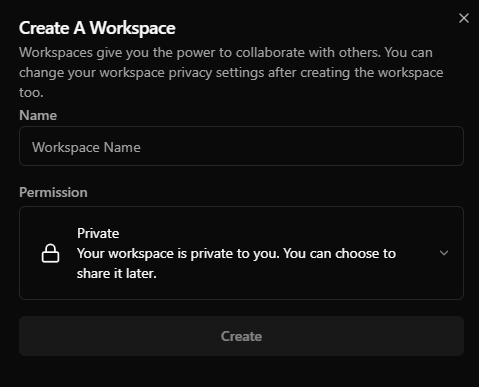 Create A Workspace
Workspaces give you the power to collaborate with others. You can
change your workspace privacy settings after creating the workspace
too.
Name
Workspace Name
Permission
Private
Your workspace is private to you. You can choose to
share it later.
Create